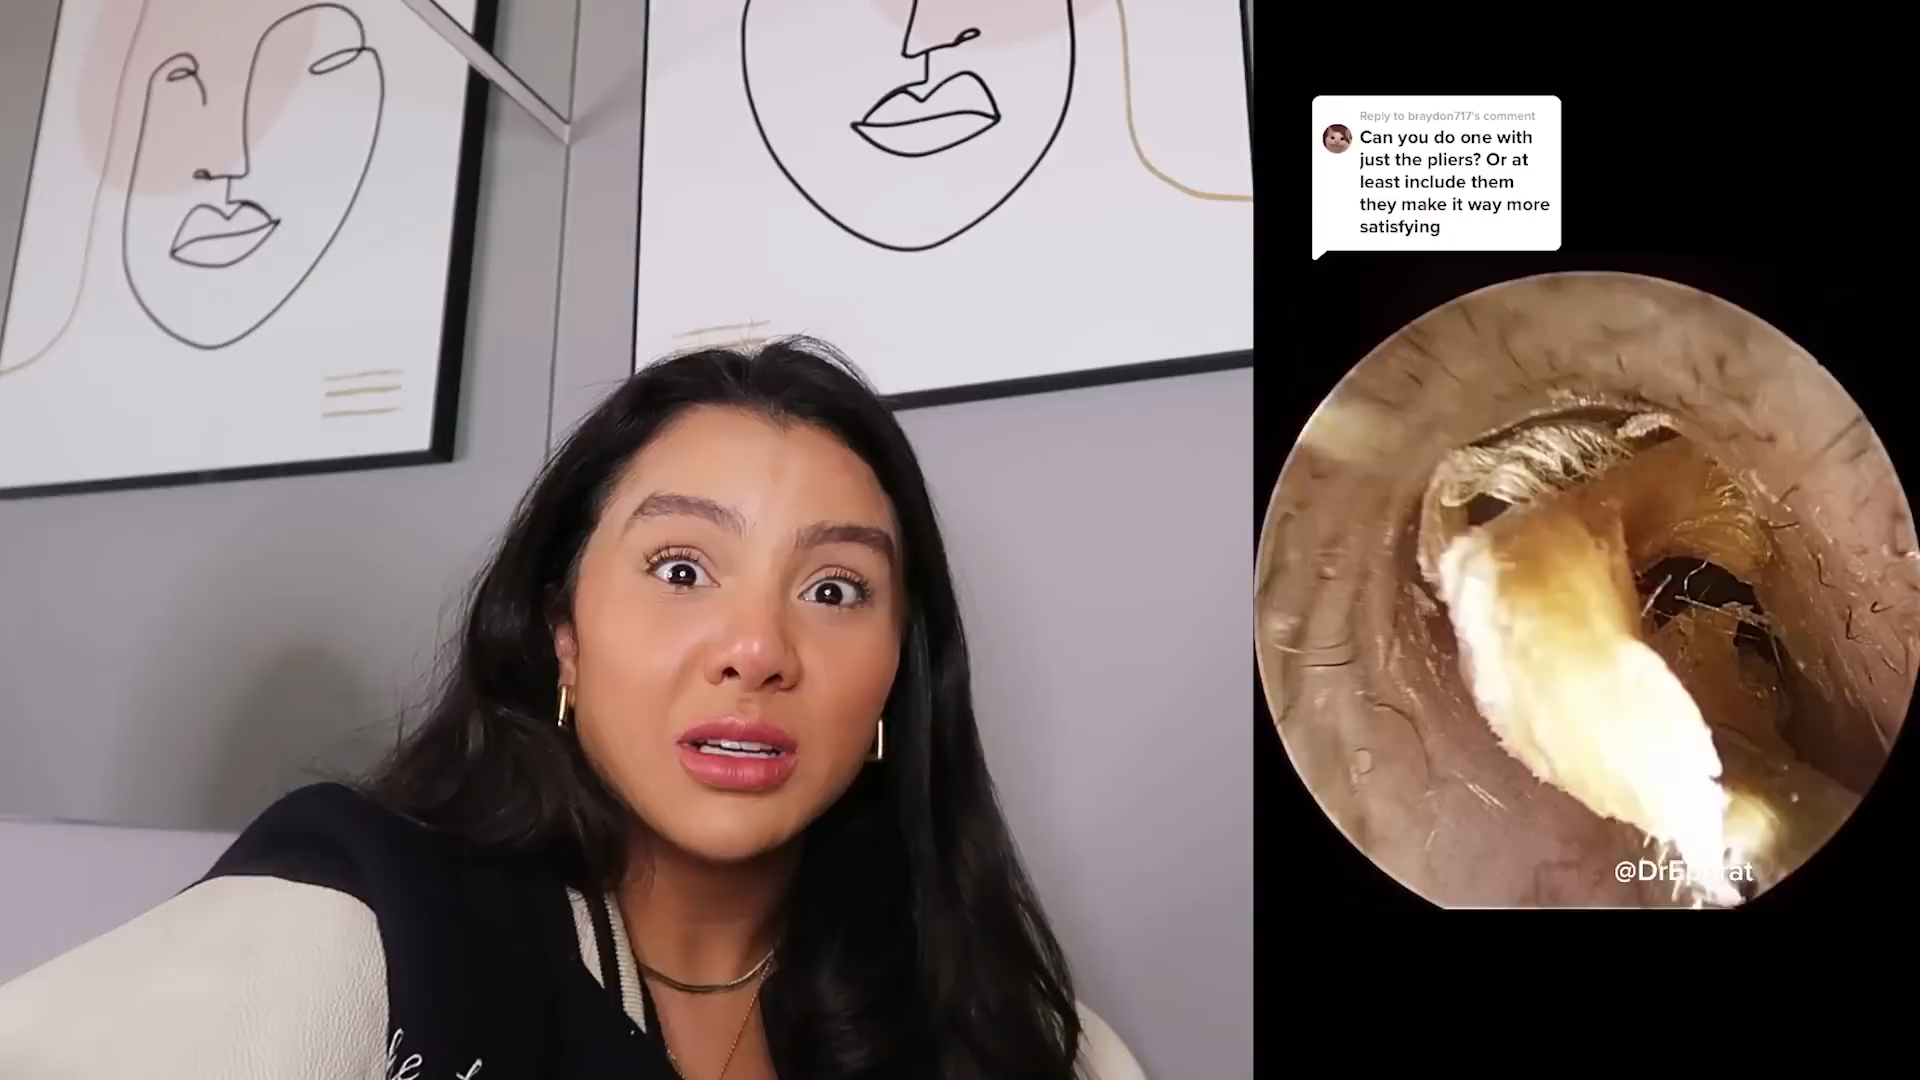 Reply to braydon717's comment
Can you do one with
just the pliers? Or at
least include them
they make it way more
satisfying